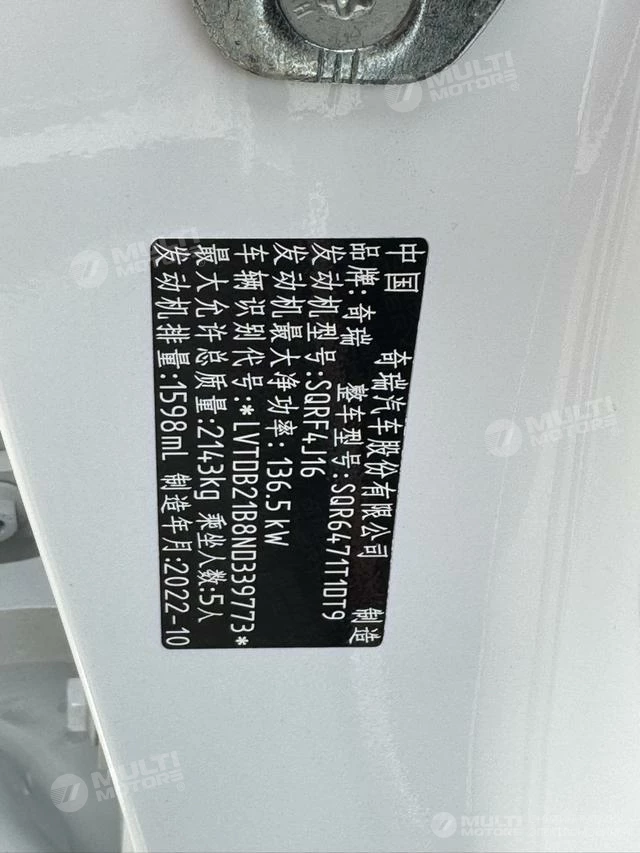 中国 奇瑞汽车股份有限公司 制造
品牌:奇瑞 整车型号:SQR6471T1DT9
发动机型号:SQRF4J16
发动机最大净功率:136.5kW
车辆识别代号:*LVTDB21B8ND339773*
最大允许总质量:2143kg 乘坐人数:5人
发动机排量:1598mL 制造年月:2022-10
MULTI
MOTORS
MULTI
MOTORS
MULTI
MOTORS
MULTI
MOTORS